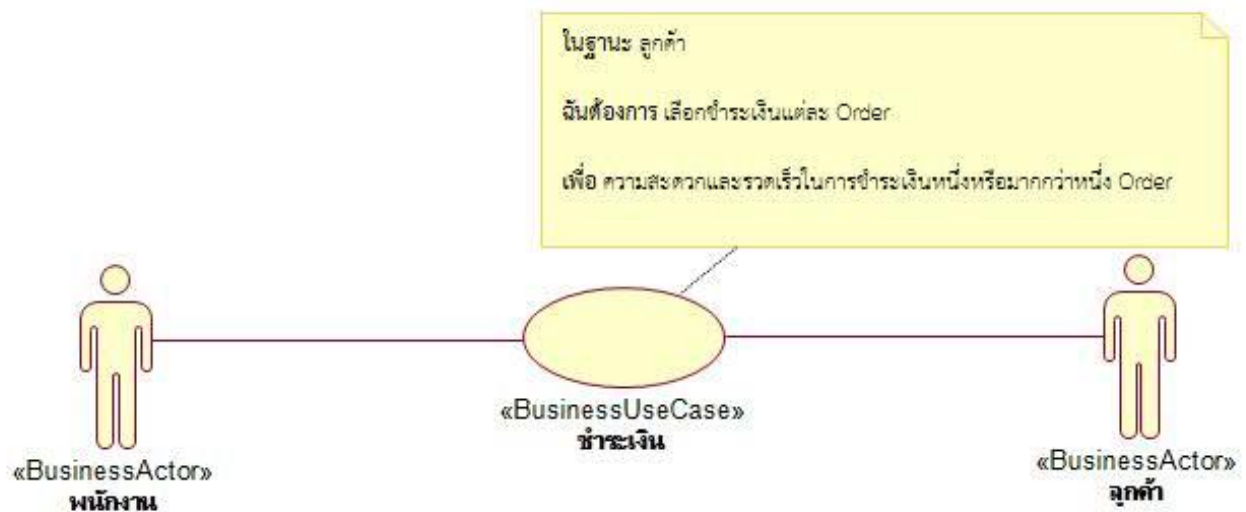 ในฐานะ ลูกค้า
ฉันต้องการ เลือกชำระเงินแต่ละ Order
เพื่อ ความสะดวกและรวดเร็วในการชำระเงินหนึ่งหรือมากกว่าหนึ่ง Order
«BusinessUseCase»
ชำระเงิน
«BusinessActor»
พนักงาน
«BusinessActor»
ลูกค้า